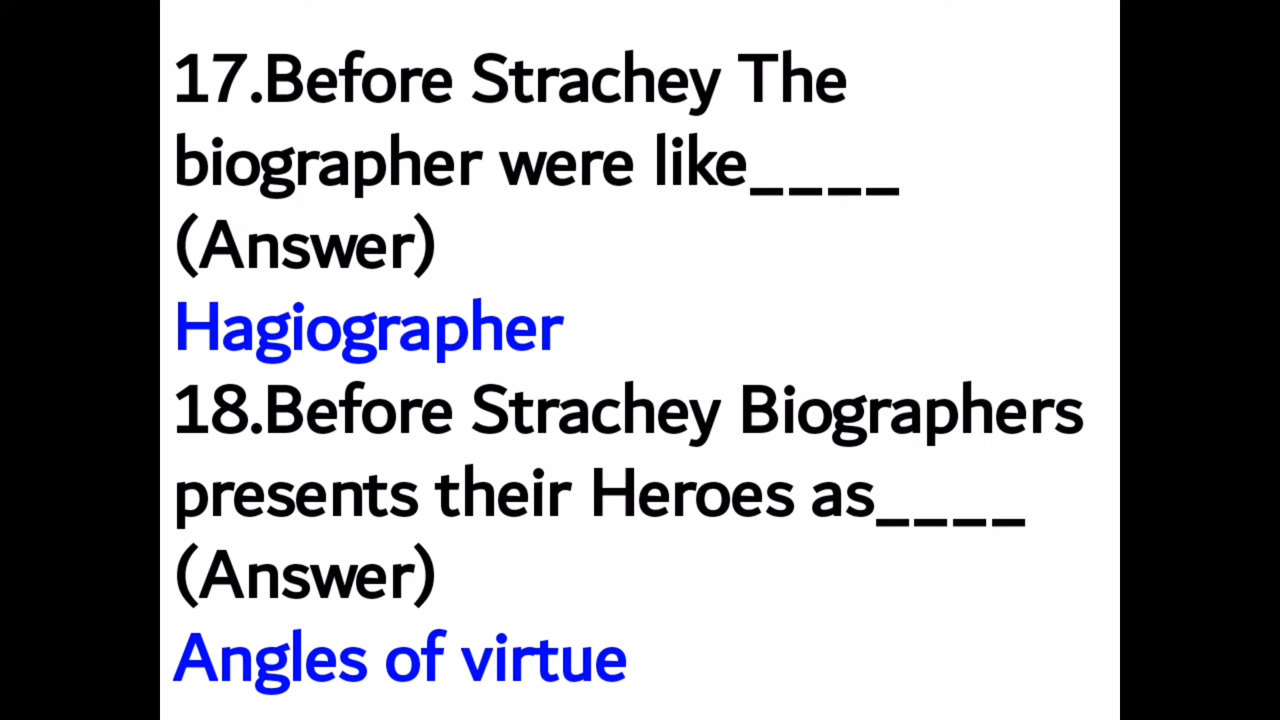 17.Before Strachey The
biographer were like____
(Answer)
Hagiographer
18.Before Strachey Biographers
presents their Heroes as____
(Answer)
Angles of virtue